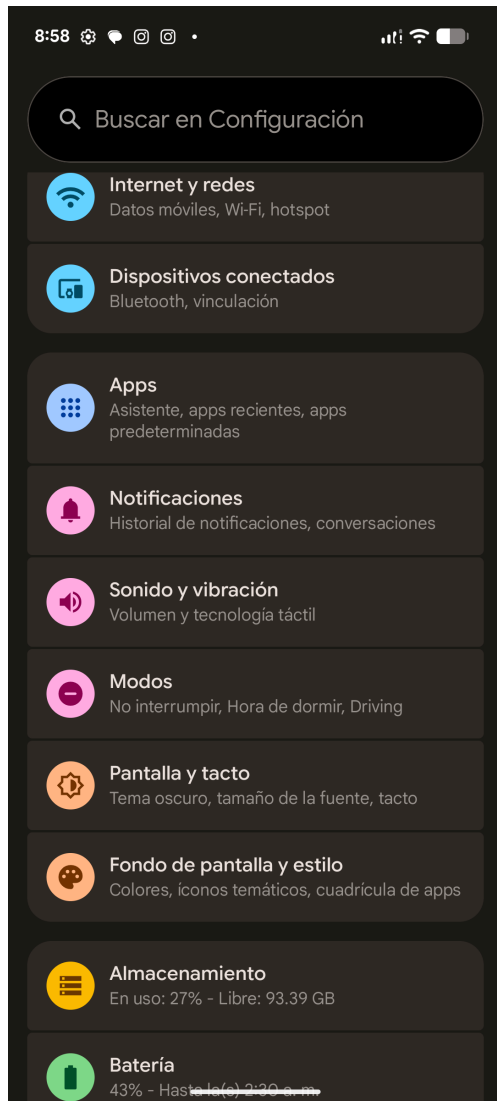 8:58
Buscar en Configuración
Internet y redes
Datos móviles, Wi-Fi, hotspot
Dispositivos conectados
Bluetooth, vinculación
Apps
Asistente, apps recientes, apps
predeterminadas
Notificaciones
Historial de notificaciones, conversaciones
Sonido y vibración
Volumen y tecnología táctil
Modos
No interrumpir, Hora de dormir, Driving
Pantalla y tacto
Tema oscuro, tamaño de la fuente, tacto
Fondo de pantalla y estilo
Colores, íconos temáticos, cuadrícula de apps
Almacenamiento
En uso: 27% - Libre: 93.39 GB
Batería
43% - Hasta la(s) 2:30 a. m.